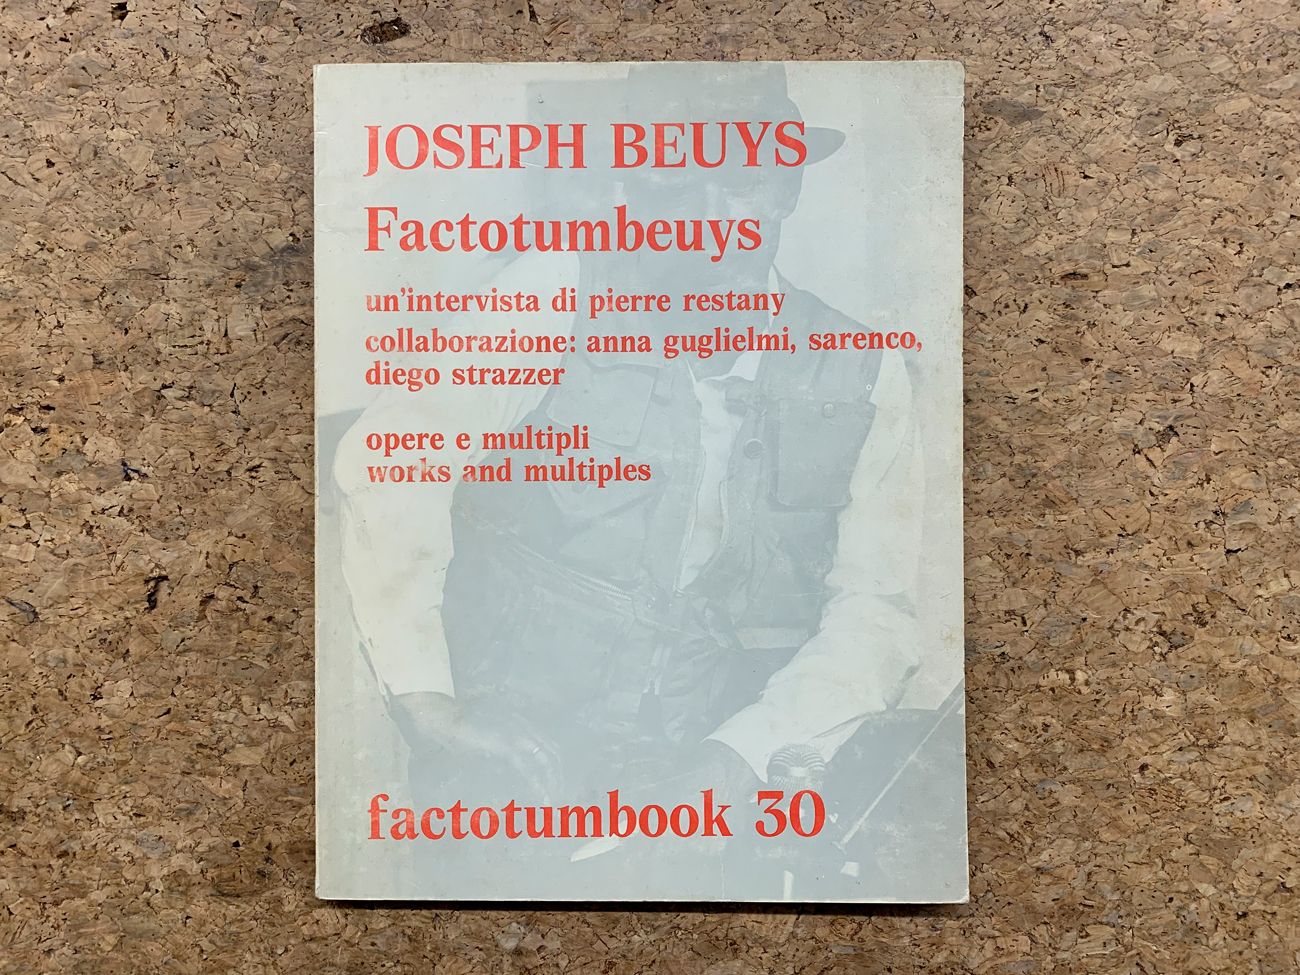 JOSEPH BEUYS
Factotumbeuys
un'intervista di pierre restany
collaborazione: anna guglielmi, sarenco,
diego strazzer
opere e multipli
works and multiples
factotumbook 30